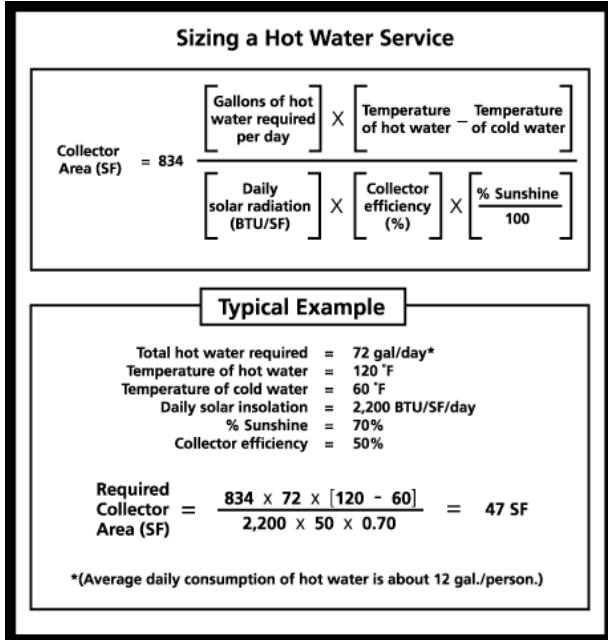 Sizing a Hot Water Service
Collector Area (SF) = 834
Gallons of hot water required per day X Temperature of hot water – Temperature of cold water
Daily solar radiation (BTU/SF) X Collector efficiency (%) X % Sunshine
100
Typical Example
Total hot water required = 72 gal/day*
Temperature of hot water = 120 ˚F
Temperature of cold water = 60 ˚F
Daily solar insolation = 2,200 BTU/SF/day
% Sunshine = 70%
Collector efficiency = 50%
Required
Collector
Area (SF)
=
834 x 72 x [120 - 60]
2,200 x 50 x 0.70
= 47 SF
*(Average daily consumption of hot water is about 12 gal./person.)